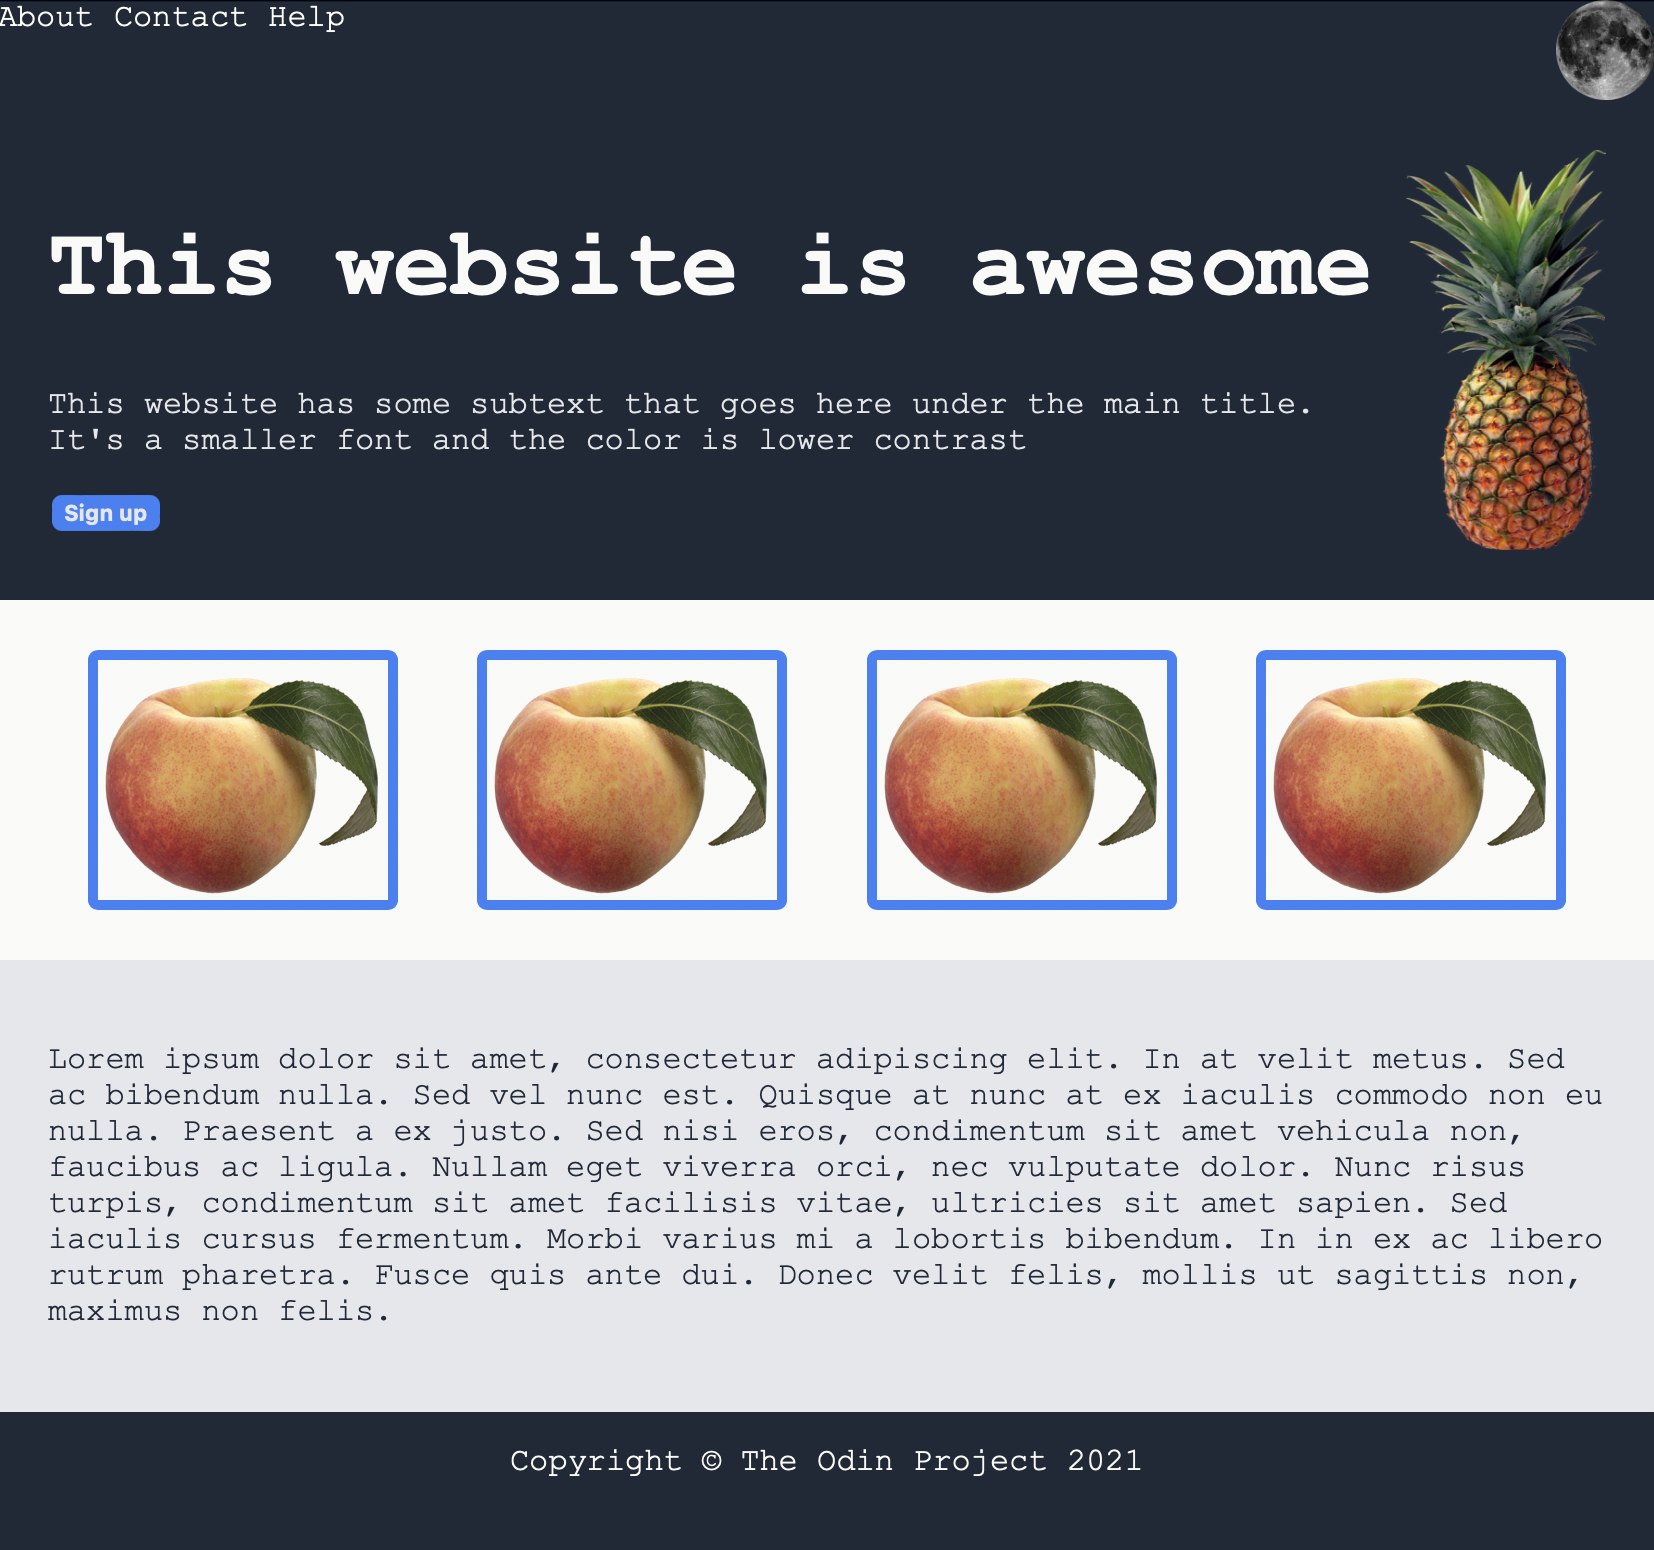 About Contact Help
This website is awesome
This website has some subtext that goes here under the main title.
It's a smaller font and the color is lower contrast
Sign up
Lorem ipsum dolor sit amet, consectetur adipiscing elit. In at velit metus. Sed
ac bibendum nulla. Sed vel nunc est. Quisque at nunc at ex iaculis commodo non eu
nulla. Praesent a ex justo. Sed nisi eros, condimentum sit amet vehicula non,
faucibus ac ligula. Nullam eget viverra orci, nec vulputate dolor. Nunc risus
turpis, condimentum sit amet facilisis vitae, ultricies sit amet sapien. Sed
iaculis cursus fermentum. Morbi varius mi a lobortis bibendum. In in ex ac libero
rutrum pharetra. Fusce quis ante dui. Donec velit felis, mollis ut sagittis non,
maximus non felis.
Copyright © The Odin Project 2021